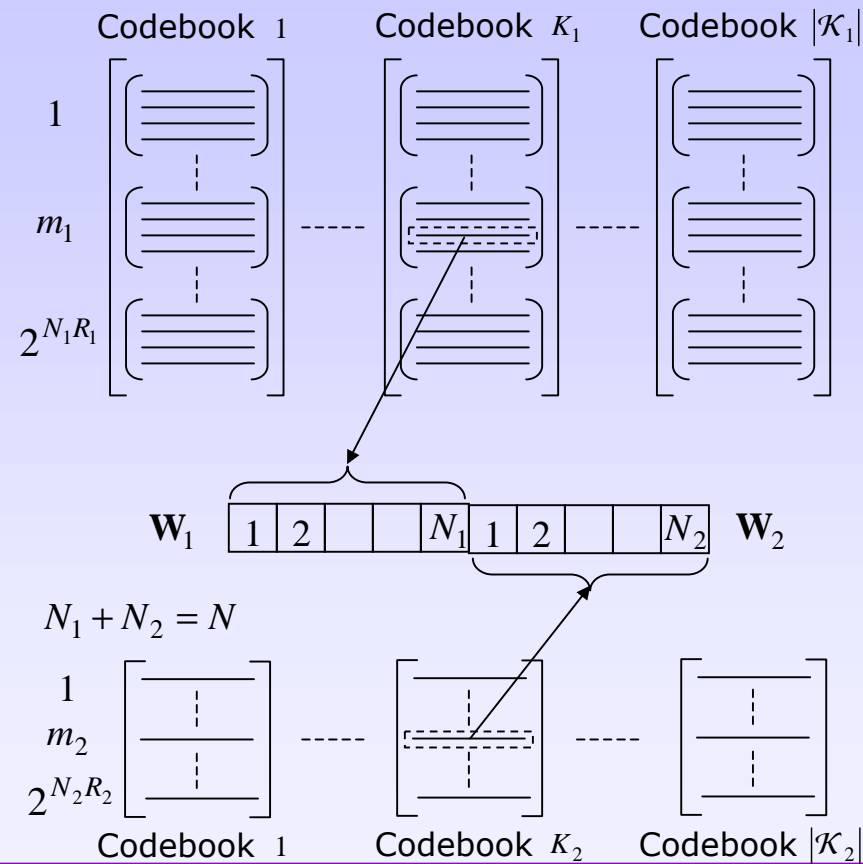 Codebook 1 Codebook K₁ Codebook |𝒦₁|
1
m₁
2^{N₁R₁}
W₁ 1 2 N₁ 1 2 N₂ W₂
N₁ + N₂ = N
1
m₂
2^{N₂R₂}
Codebook 1 Codebook K₂ Codebook |𝒦₂|